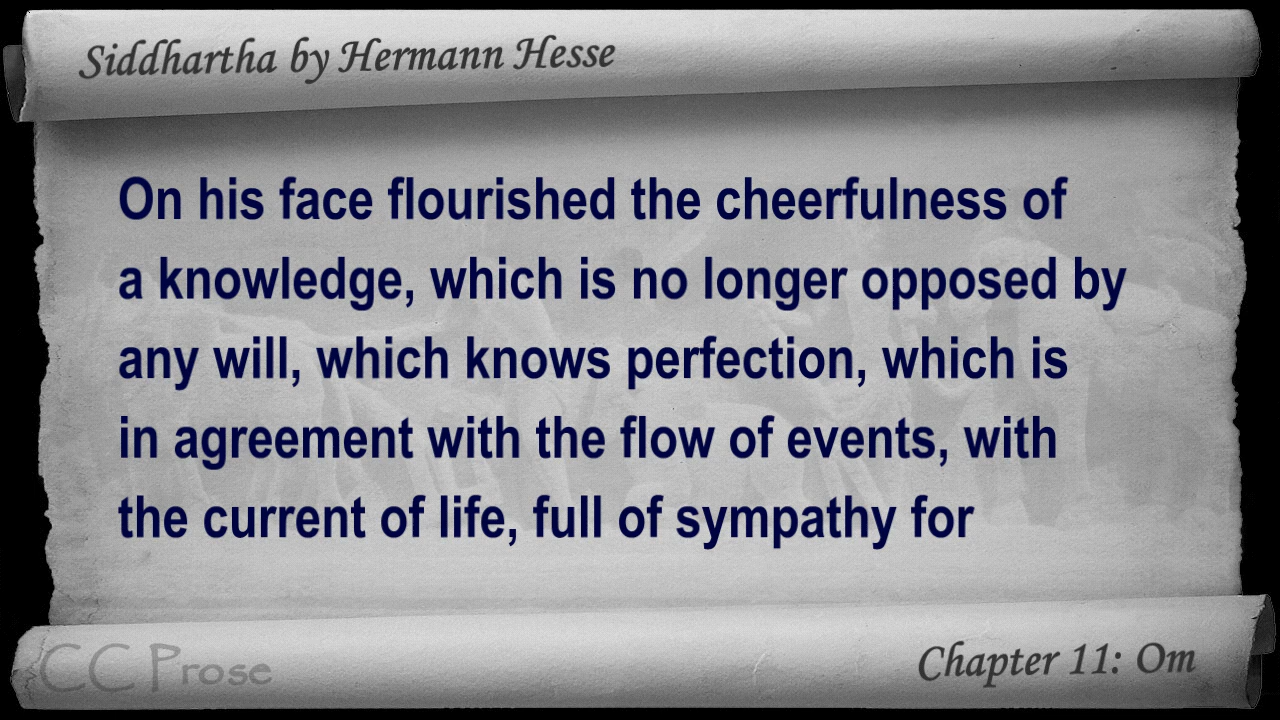 Siddhartha by Hermann Hesse
On his face flourished the cheerfulness of
a knowledge, which is no longer opposed by
any will, which knows perfection, which is
in agreement with the flow of events, with
the current of life, full of sympathy for
CC Prose
Chapter 11: Om